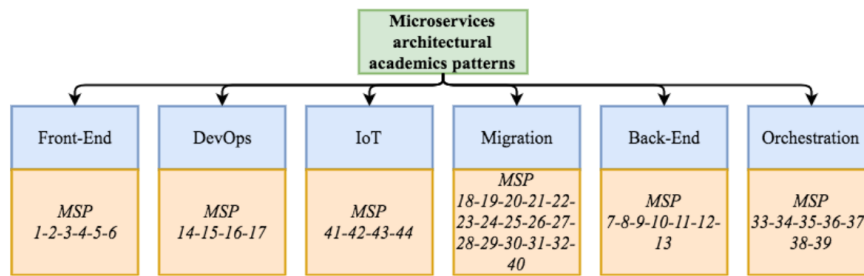 Microservices
architectural
academics patterns
Front-End
DevOps
IoT
Migration
Back-End
Orchestration
MSP
1-2-3-4-5-6
MSP
14-15-16-17
MSP
41-42-43-44
MSP
18-19-20-21-22-
23-24-25-26-27-
28-29-30-31-32-
40
MSP
7-8-9-10-11-12-
13
MSP
33-34-35-36-37
38-39